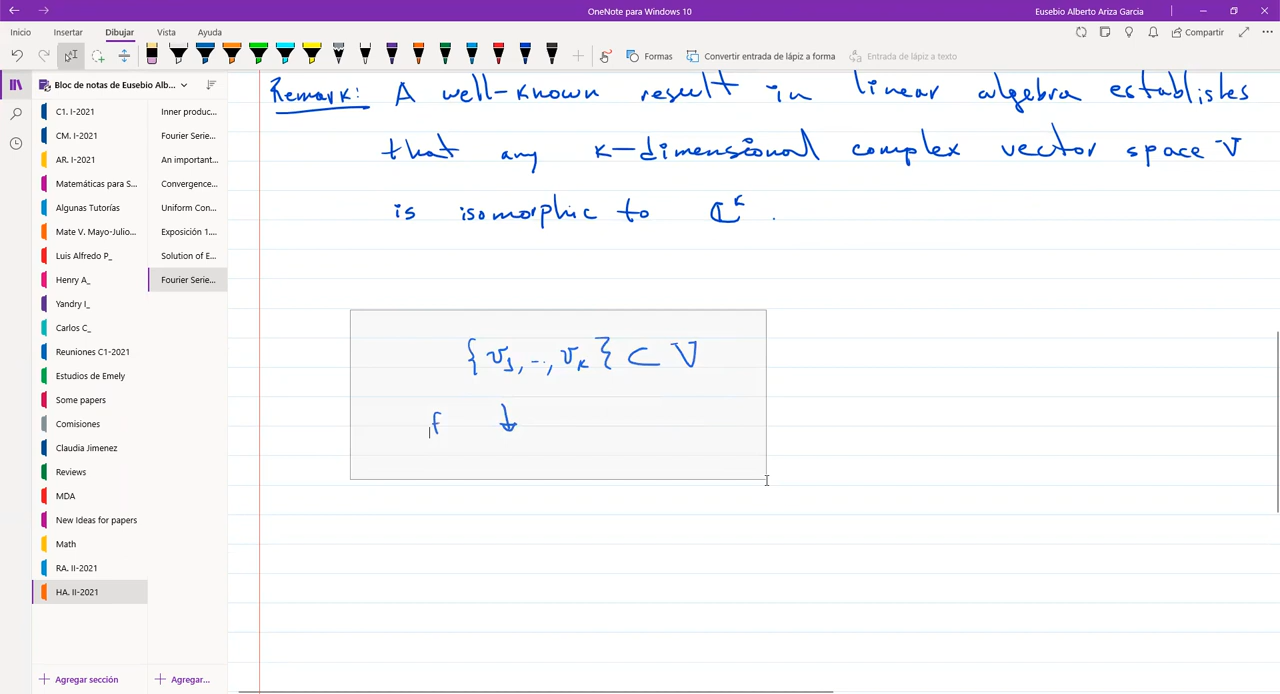 OneNote para Windows 10
Eusebio Alberto Ariza Garcia
Inicio
Insertar
Dibujar
Vista
Ayuda
Compartir
Formas
Convertir entrada de lápiz a forma
Entrada de lápiz a texto
Bloc de notas de Eusebio Alb...
C1. I-2021
CM. I-2021
AR. I-2021
Matemáticas para S...
Algunas Tutorías
Mate V. Mayo-Julio...
Luis Alfredo P_
Henry A_
Yandry I_
Carlos C_
Reuniones C1-2021
Estudios de Emely
Some papers
Comisiones
Claudia Jimenez
Reviews
MDA
New Ideas for papers
Math
RA. II-2021
HA. II-2021
Agregar sección
Inner produc...
Fourier Serie...
An important...
Convergence...
Uniform Con...
Exposición 1....
Solution of E...
Fourier Serie...
Agregar...
Remark: A well-known result in linear algebra establishes
that any k-dimensional complex vector space V
is isomorphic to ℂᵏ.
{v₁, ..., vₖ} ⊂ V
f ↓